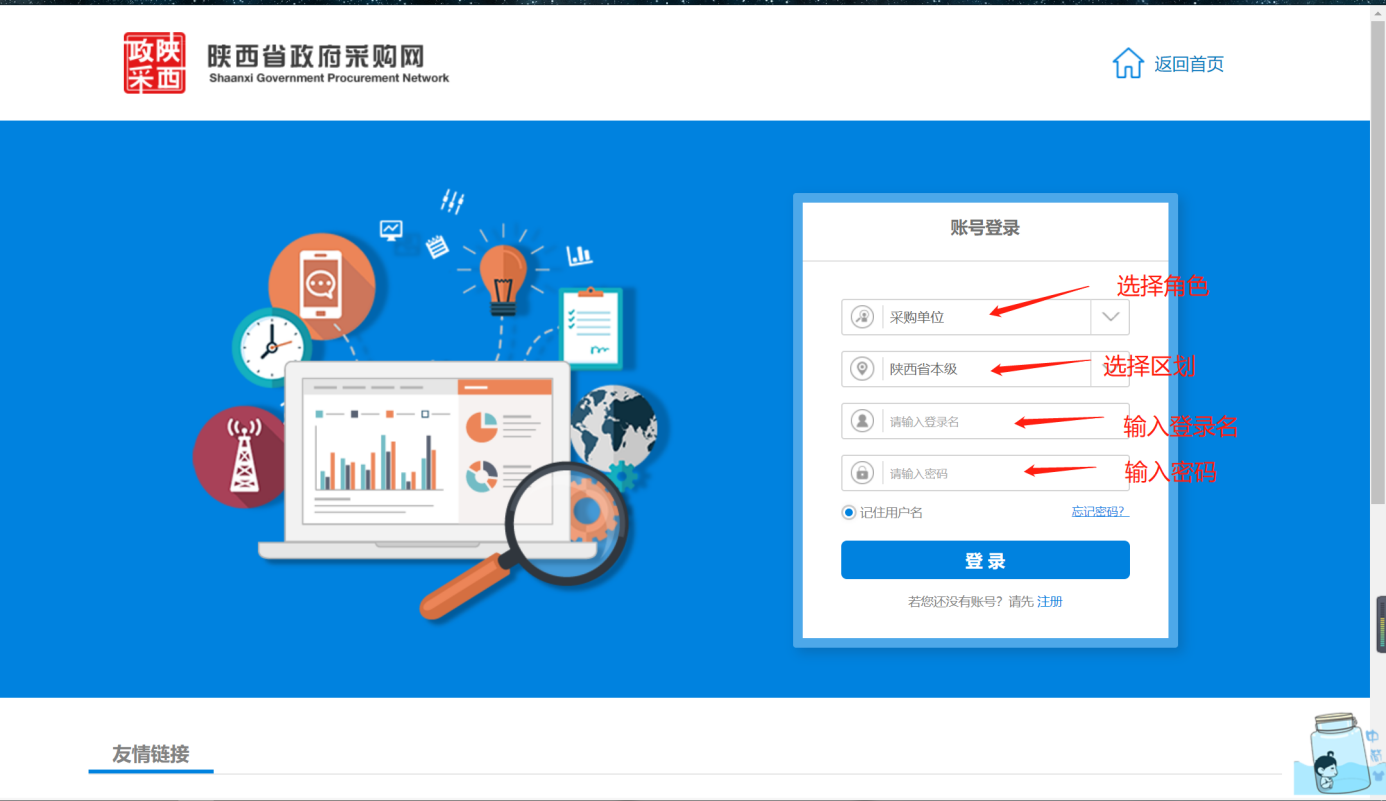 陕西
政采
陕西省政府采购网
Shaanxi Government Procurement Network
返回首页
账号登录
选择角色
采购单位
选择区划
陕西省本级
输入登录名
请输入登录名
输入密码
请输入密码
记住用户名
忘记密码?
登 录
若您还没有账号? 请先 注册
友情链接